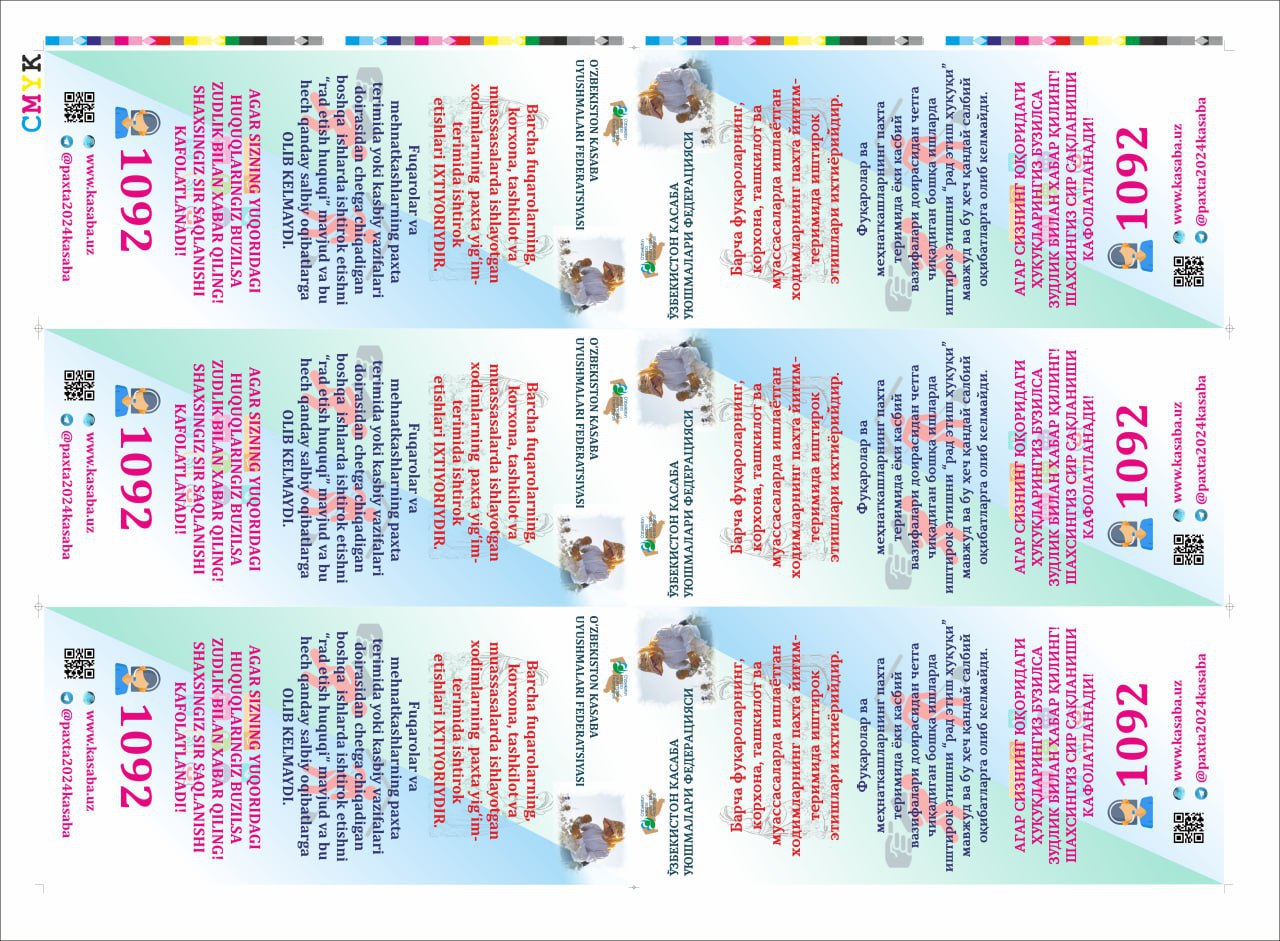 CMYK
O'ZBEKISTON KASABA
UYUSHMALARI FEDERATSIYASI
Barcha fuqarolarning,
korxona, tashkilot va
muassasalarda ishlayotgan
xodimlarning paxta yig‘im-
terimida ishtirok
etishlari IXTIYORIYDIR.
Fuqarolar va
mehnatkashlarning paxta
terimida yoki kasbiy vazifalari
doirasidan chetga chiqadigan
boshqa ishlarda ishtirok etishni
“rad etish huquqi” mavjud va bu
hech qanday salbiy oqibatlarga
OLIB KELMAYDI.
AGAR SIZNING YUQORIDAGI
HUQUQLARINGIZ BUZILSA
ZUDLIK BILAN XABAR QILING!
SHAXSINGIZ SIR SAQLANISHI
KAFOLATLANADI!
1092
www.kasaba.uz
@paxta2024kasaba
ЎЗБЕКИСТОН КАСАБА
УЮШМАЛАРИ ФЕДЕРАЦИЯСИ
Барча фуқароларнинг,
корхона, ташкилот ва
муассасаларда ишлаётган
ходимларнинг пахта йиғим-
теримида иштирок
этишлари ихтиёрийдир.
Фуқаролар ва
меҳнаткашларнинг пахта
теримида ёки касбий
вазифалари доирасидан четга
чиқадиган бошқа ишларда
иштирок этишни “рад этиш ҳуқуқи”
мавжуд ва бу ҳеч қандай салбий
оқибатларга олиб келмайди.
АГАР СИЗНИНГ ЮҚОРИДАГИ
ҲУҚУҚЛАРИНГИЗ БУЗИЛСА
ЗУДЛИК БИЛАН ХАБАР ҚИЛИНГ!
ШАХСИНГИЗ СИР САҚЛАНИШИ
КАФОЛАТЛАНАДИ!
1092
www.kasaba.uz
@paxta2024kasaba
O'ZBEKISTON KASABA
UYUSHMALARI FEDERATSIYASI
Barcha fuqarolarning,
korxona, tashkilot va
muassasalarda ishlayotgan
xodimlarning paxta yig‘im-
terimida ishtirok
etishlari IXTIYORIYDIR.
Fuqarolar va
mehnatkashlarning paxta
terimida yoki kasbiy vazifalari
doirasidan chetga chiqadigan
boshqa ishlarda ishtirok etishni
“rad etish huquqi” mavjud va bu
hech qanday salbiy oqibatlarga
OLIB KELMAYDI.
AGAR SIZNING YUQORIDAGI
HUQUQLARINGIZ BUZILSA
ZUDLIK BILAN XABAR QILING!
SHAXSINGIZ SIR SAQLANISHI
KAFOLATLANADI!
1092
www.kasaba.uz
@paxta2024kasaba
ЎЗБЕКИСТОН КАСАБА
УЮШМАЛАРИ ФЕДЕРАЦИЯСИ
Барча фуқароларнинг,
корхона, ташкилот ва
муассасаларда ишлаётган
ходимларнинг пахта йиғим-
теримида иштирок
этишлари ихтиёрийдир.
Фуқаролар ва
меҳнаткашларнинг пахта
теримида ёки касбий
вазифалари доирасидан четга
чиқадиган бошқа ишларда
иштирок этишни “рад этиш ҳуқуқи”
мавжуд ва бу ҳеч қандай салбий
оқибатларга олиб келмайди.
АГАР СИЗНИНГ ЮҚОРИДАГИ
ҲУҚУҚЛАРИНГИЗ БУЗИЛСА
ЗУДЛИК БИЛАН ХАБАР ҚИЛИНГ!
ШАХСИНГИЗ СИР САҚЛАНИШИ
КАФОЛАТЛАНАДИ!
1092
www.kasaba.uz
@paxta2024kasaba
O'ZBEKISTON KASABA
UYUSHMALARI FEDERATSIYASI
Barcha fuqarolarning,
korxona, tashkilot va
muassasalarda ishlayotgan
xodimlarning paxta yig‘im-
terimida ishtirok
etishlari IXTIYORIYDIR.
Fuqarolar va
mehnatkashlarning paxta
terimida yoki kasbiy vazifalari
doirasidan chetga chiqadigan
boshqa ishlarda ishtirok etishni
“rad etish huquqi” mavjud va bu
hech qanday salbiy oqibatlarga
OLIB KELMAYDI.
AGAR SIZNING YUQORIDAGI
HUQUQLARINGIZ BUZILSA
ZUDLIK BILAN XABAR QILING!
SHAXSINGIZ SIR SAQLANISHI
KAFOLATLANADI!
1092
www.kasaba.uz
@paxta2024kasaba
ЎЗБЕКИСТОН КАСАБА
УЮШМАЛАРИ ФЕДЕРАЦИЯСИ
Барча фуқароларнинг,
корхона, ташкилот ва
муассасаларда ишлаётган
ходимларнинг пахта йиғим-
теримида иштирок
этишлари ихтиёрийдир.
Фуқаролар ва
меҳнаткашларнинг пахта
теримида ёки касбий
вазифалари доирасидан четга
чиқадиган бошқа ишларда
иштирок этишни “рад этиш ҳуқуқи”
мавжуд ва бу ҳеч қандай салбий
оқибатларга олиб келмайди.
АГАР СИЗНИНГ ЮҚОРИДАГИ
ҲУҚУҚЛАРИНГИЗ БУЗИЛСА
ЗУДЛИК БИЛАН ХАБАР ҚИЛИНГ!
ШАХСИНГИЗ СИР САҚЛАНИШИ
КАФОЛАТЛАНАДИ!
1092
www.kasaba.uz
@paxta2024kasaba